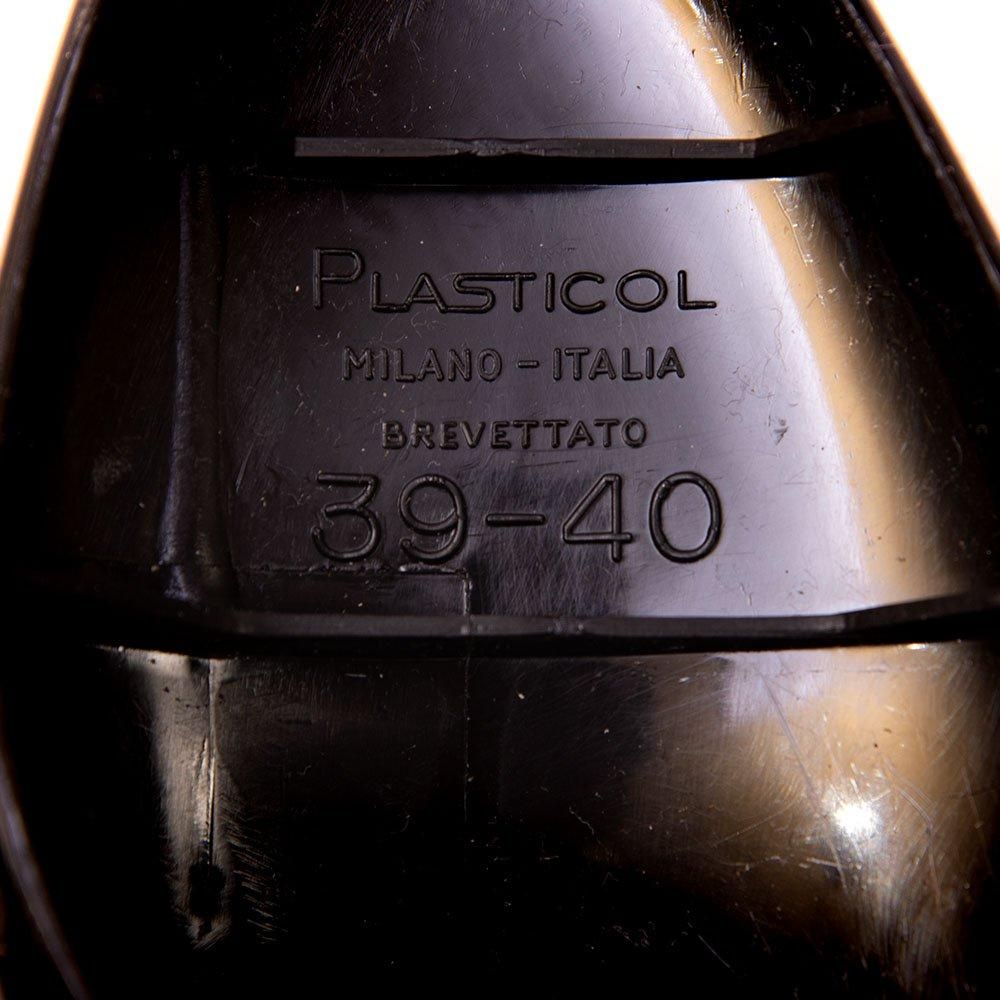 PLASTICOL
MILANO - ITALIA
BREVETTATO
39-40